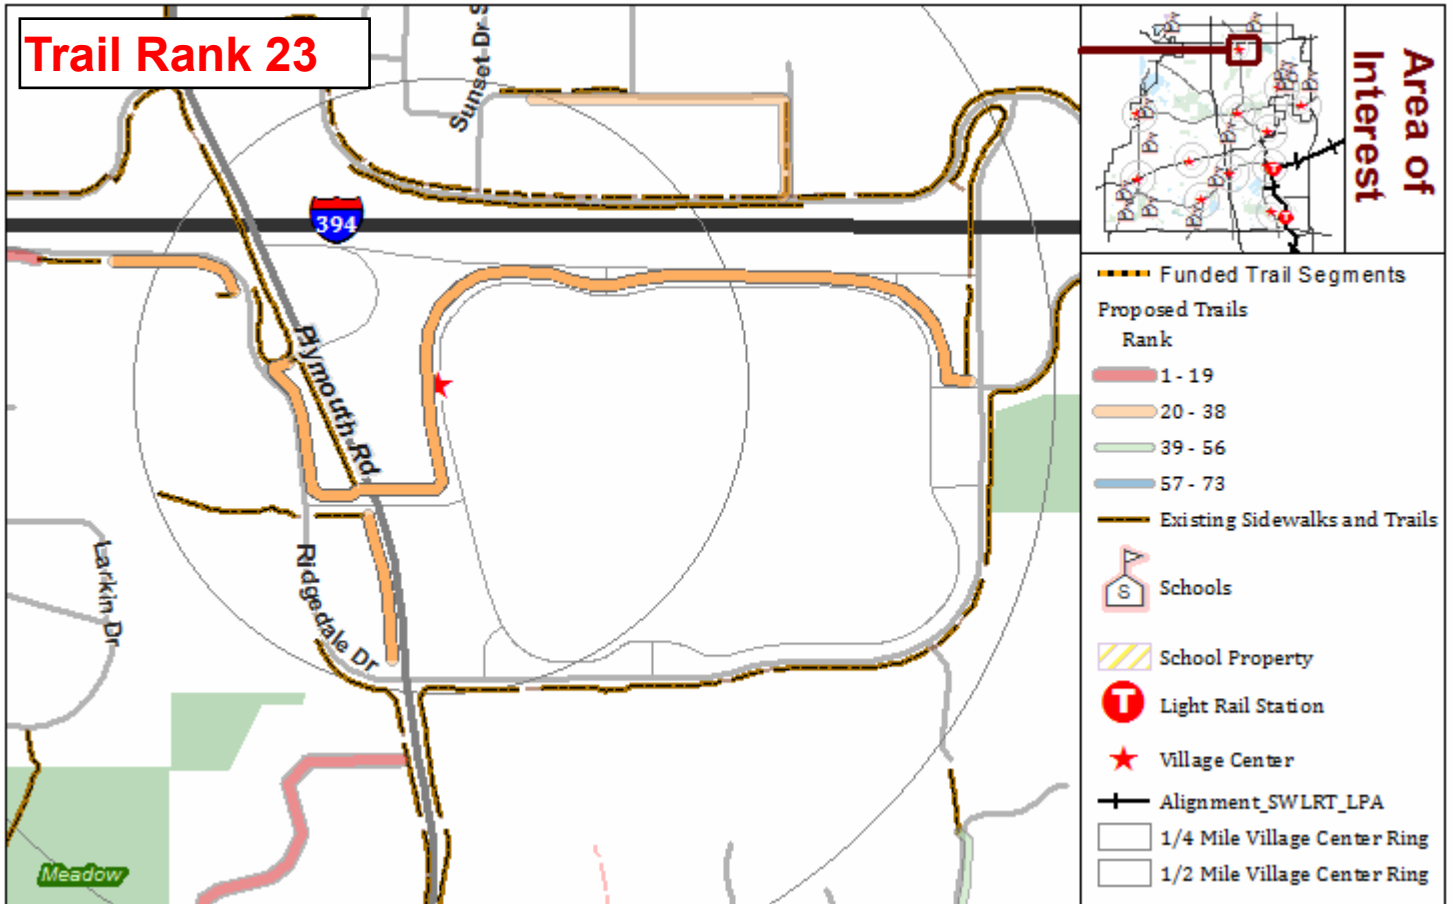 Trail Rank 23
Sunset Dr S
394
Plymouth Rd
Larkin Dr
Ridgedale Dr
Meadow
Area of
Interest
T
T
Funded Trail Segments
Proposed Trails
Rank
1 - 19
20 - 38
39 - 56
57 - 73
Existing Sidewalks and Trails
S
Schools
School Property
T
Light Rail Station
Village Center
Alignment_SWLRT_LPA
1/4 Mile Village Center Ring
1/2 Mile Village Center Ring